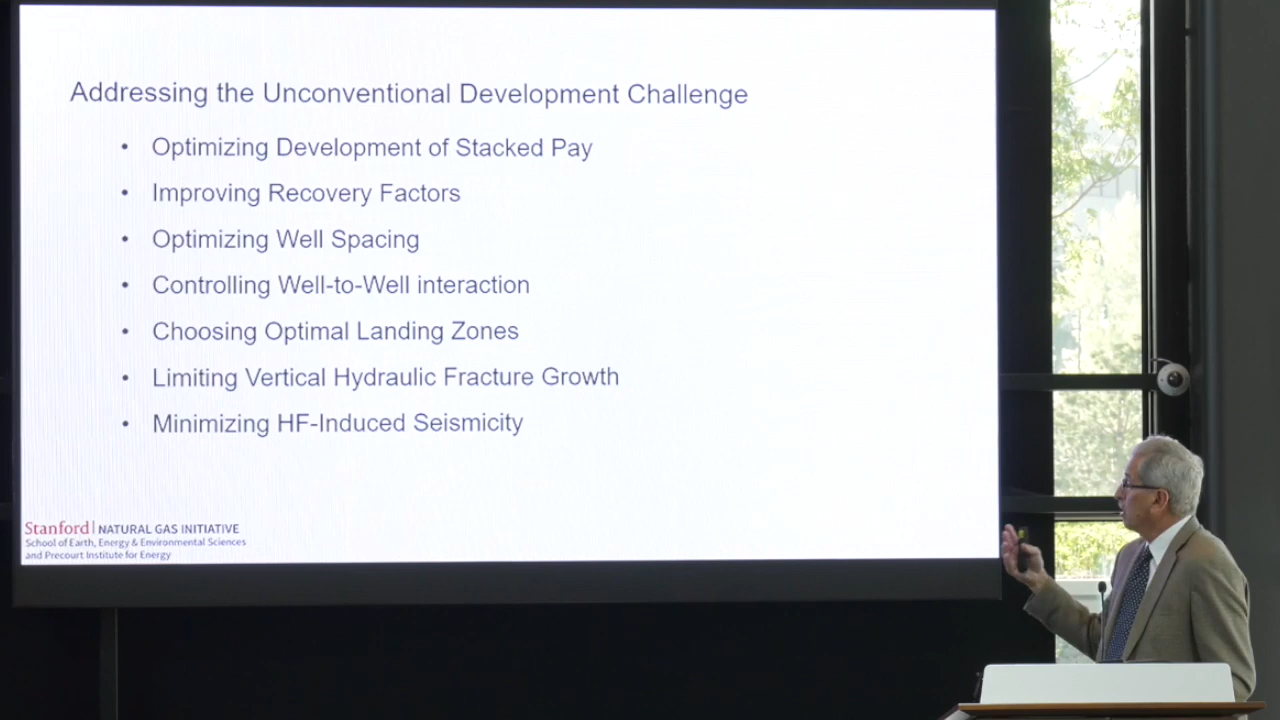 Addressing the Unconventional Development Challenge
• Optimizing Development of Stacked Pay
• Improving Recovery Factors
• Optimizing Well Spacing
• Controlling Well-to-Well interaction
• Choosing Optimal Landing Zones
• Limiting Vertical Hydraulic Fracture Growth
• Minimizing HF-Induced Seismicity
Stanford | NATURAL GAS INITIATIVE
School of Earth, Energy & Environmental Sciences
and Precourt Institute for Energy